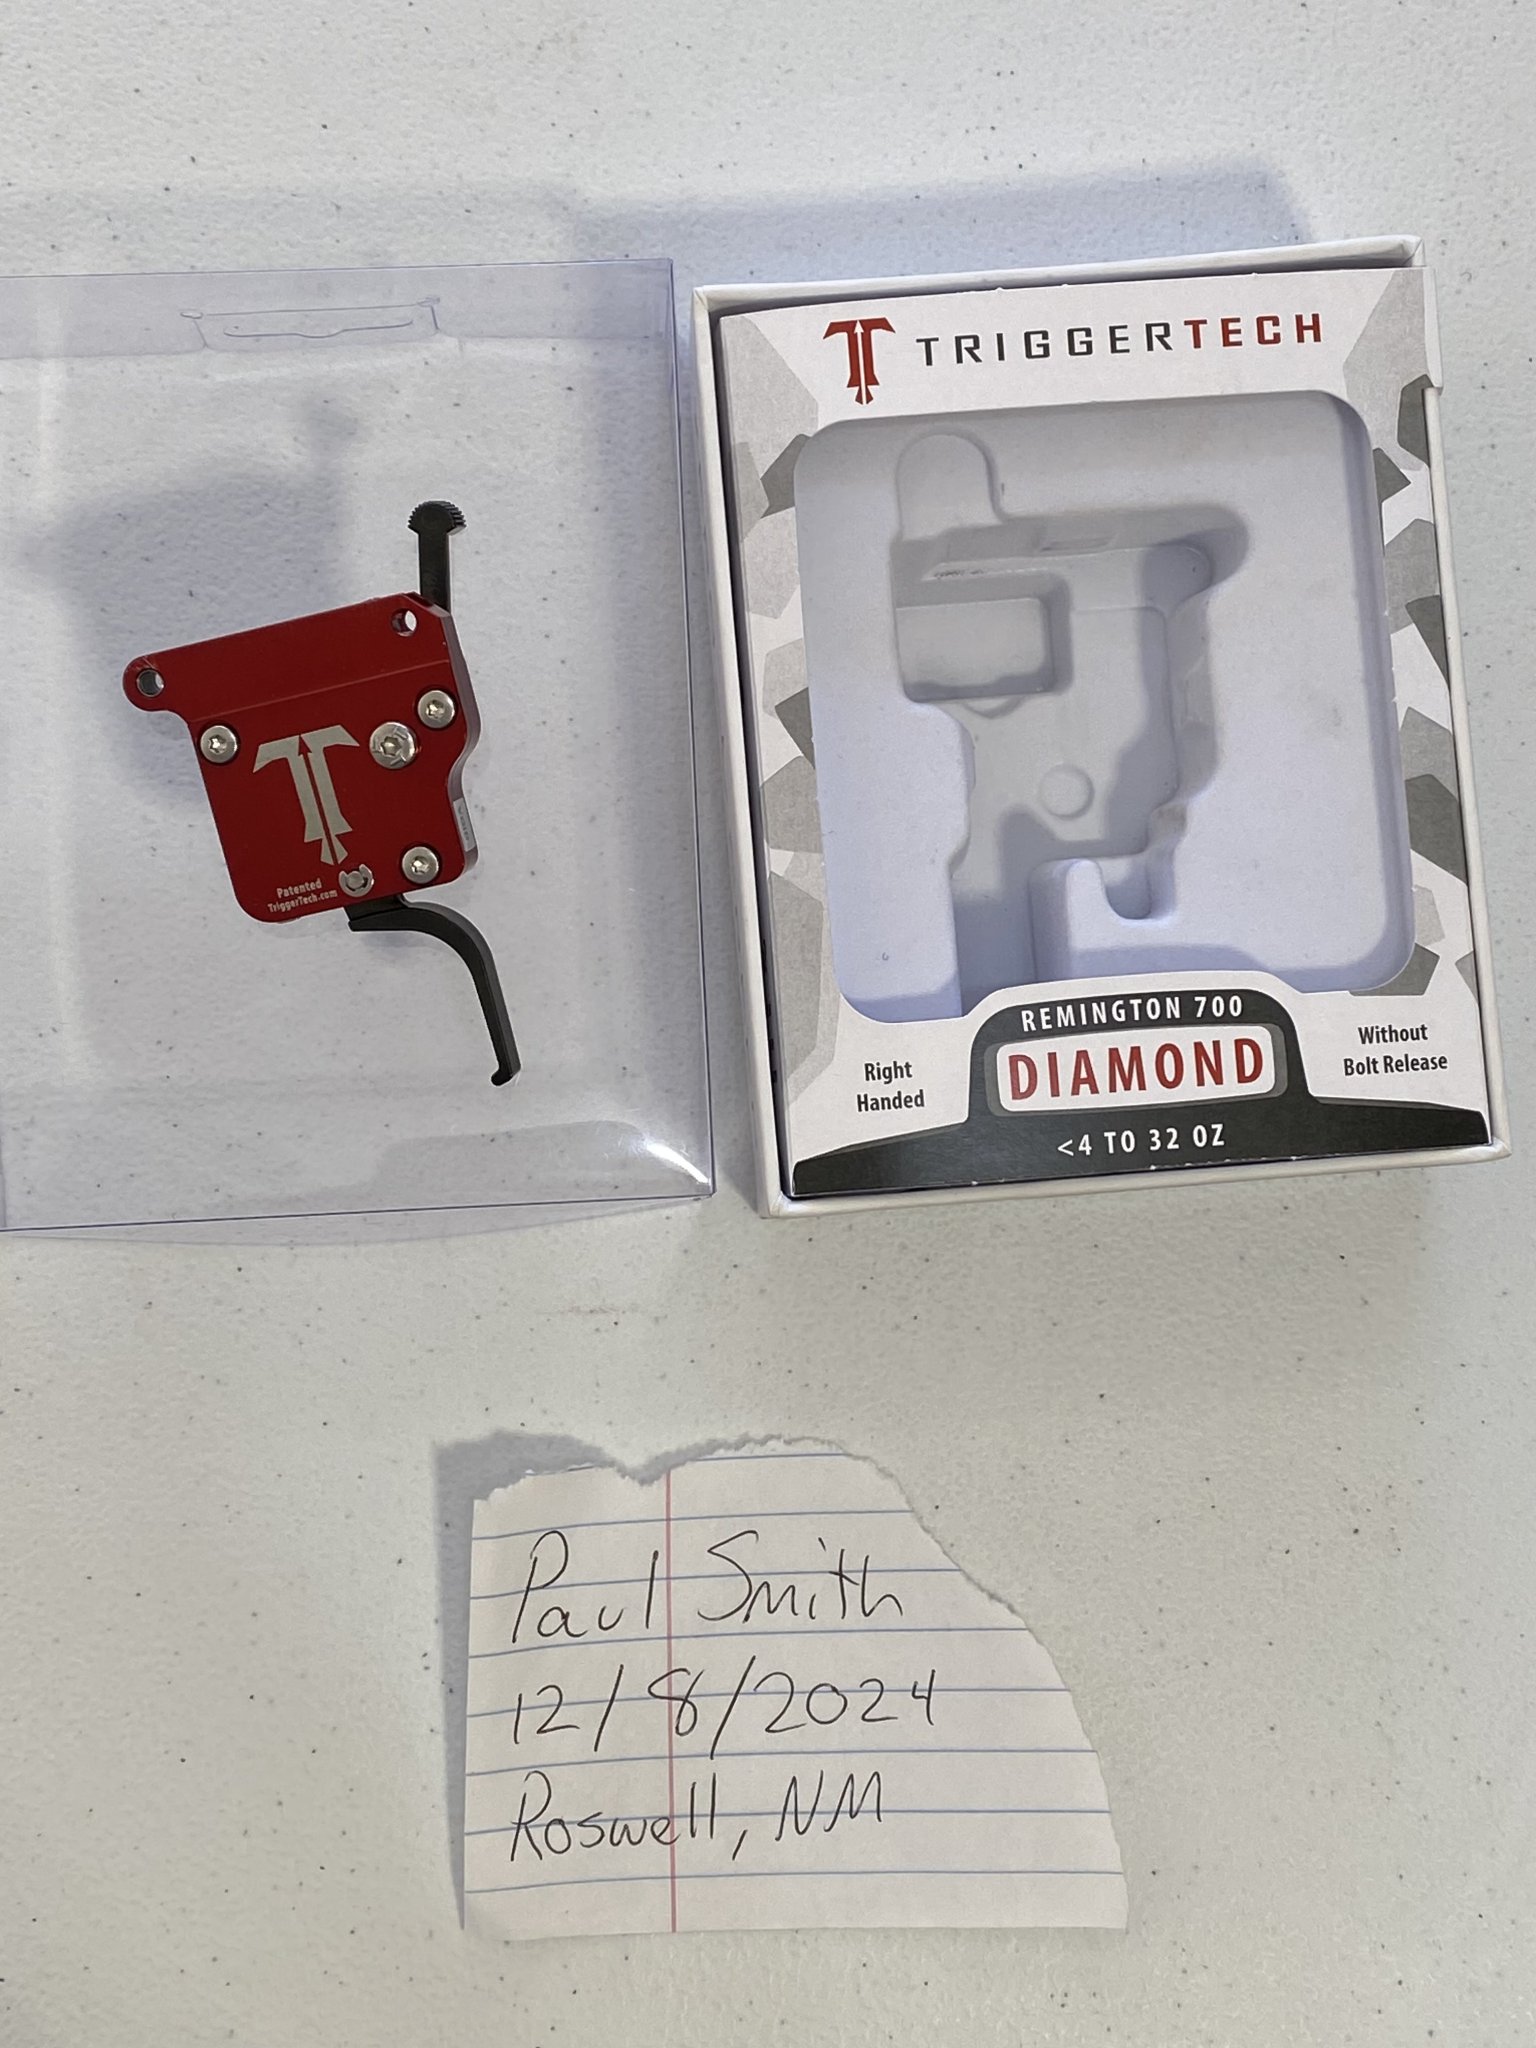 TRIGGERTECH
Patented
TriggerTech.com
REMINGTON 700
DIAMOND
<4 TO 32 OZ
Right
Handed
Without
Bolt Release
Paul Smith
12/8/2024
Roswell, NM